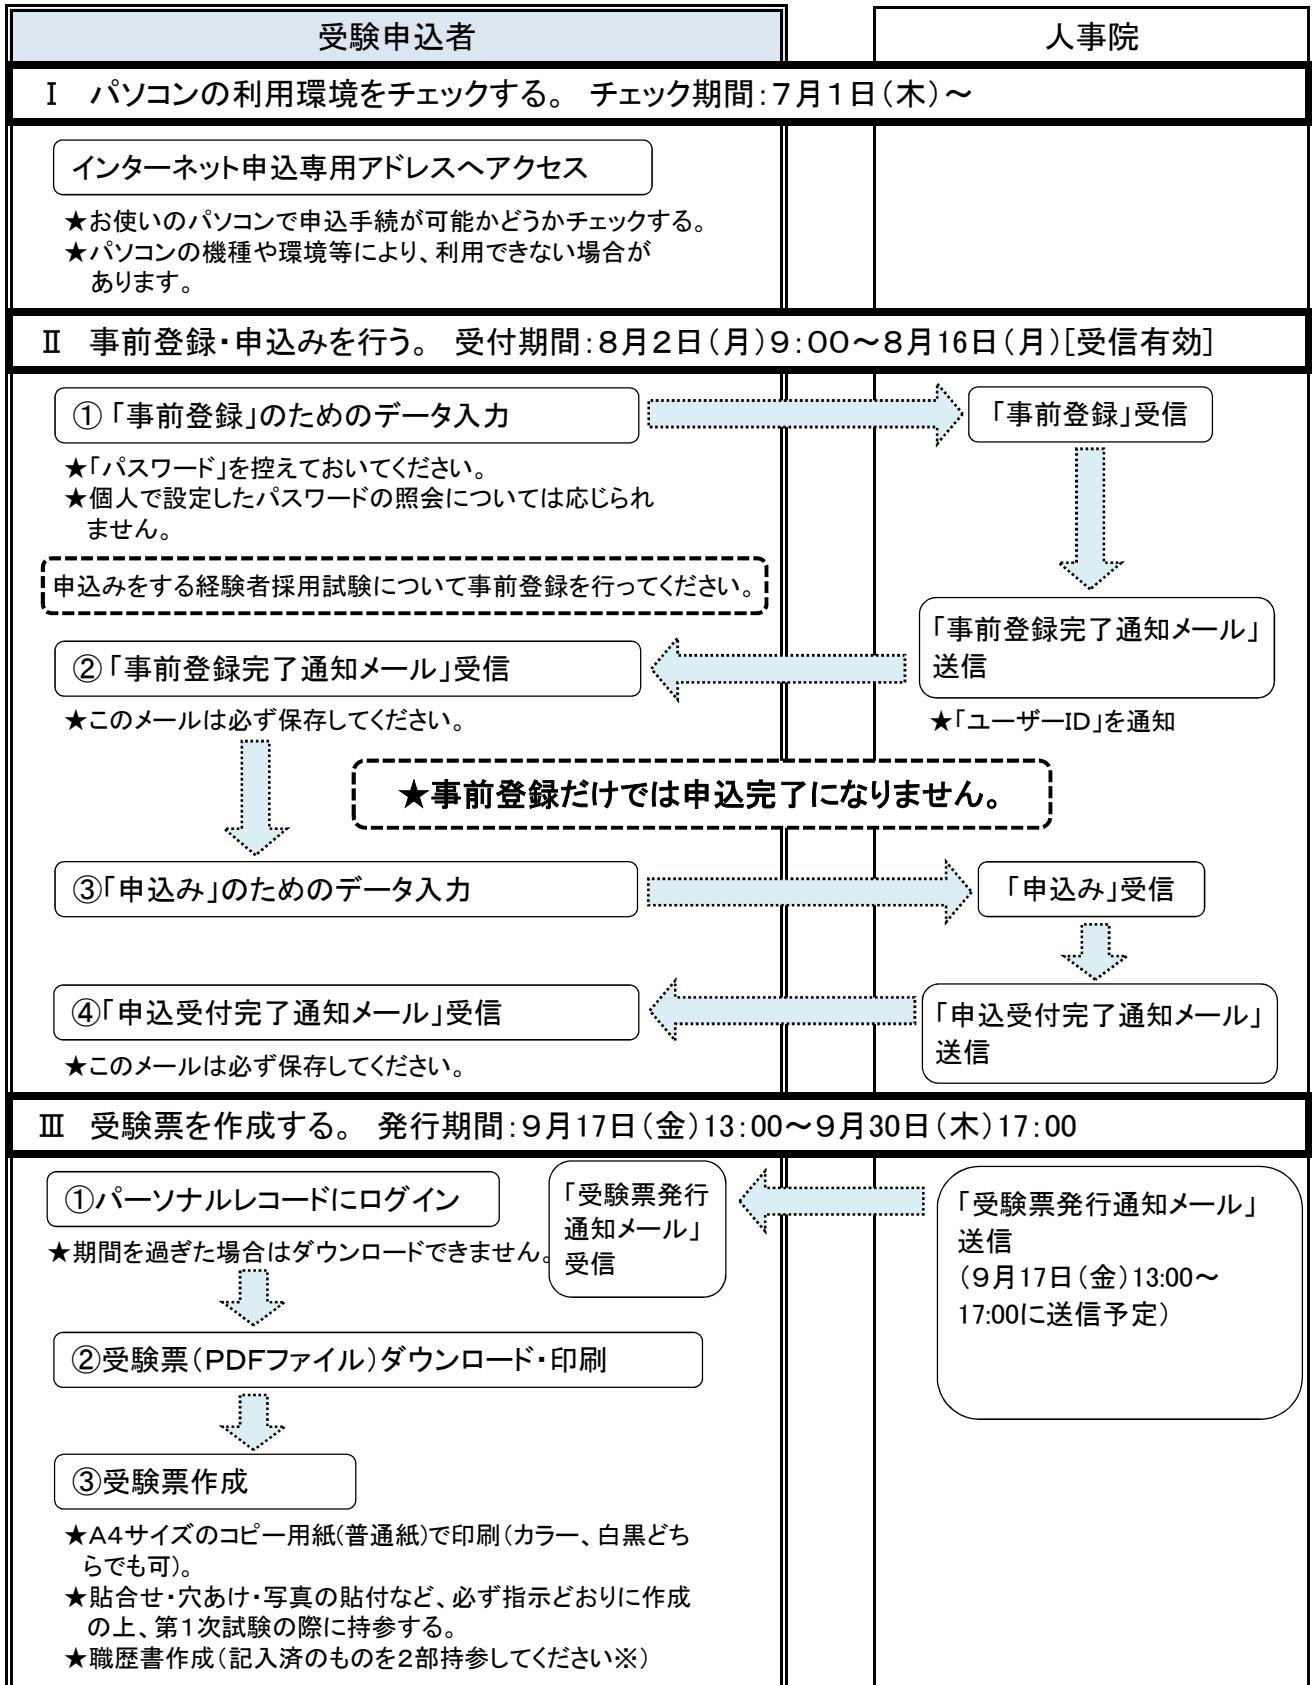 受験申込者
人事院
Ⅰ　パソコンの利用環境をチェックする。　チェック期間：７月１日（木）～
インターネット申込専用アドレスへアクセス
★お使いのパソコンで申込手続が可能かどうかチェックする。
★パソコンの機種や環境等により、利用できない場合が
あります。
Ⅱ　事前登録・申込みを行う。　受付期間：８月２日（月）９：００～８月16日（月）［受信有効］
①「事前登録」のためのデータ入力
「事前登録」受信
★「パスワード」を控えておいてください。
★個人で設定したパスワードの照会については応じられ
ません。
申込みをする経験者採用試験について事前登録を行ってください。
「事前登録完了通知メール」
送信
②「事前登録完了通知メール」受信
★このメールは必ず保存してください。
★「ユーザーID」を通知
★事前登録だけでは申込完了になりません。
③「申込み」のためのデータ入力
「申込み」受信
④「申込受付完了通知メール」受信
「申込受付完了通知メール」
送信
★このメールは必ず保存してください。
Ⅲ　受験票を作成する。　発行期間：９月17日（金）13：00～９月30日（木）17：00
①パーソナルレコードにログイン
★期間を過ぎた場合はダウンロードできません。
「受験票発行
通知メール」
受信
「受験票発行通知メール」
送信
（９月17日（金）13:00～
17:00に送信予定）
②受験票（PDFファイル）ダウンロード・印刷
③受験票作成
★Ａ４サイズのコピー用紙(普通紙)で印刷（カラー、白黒どち
らでも可）。
★貼合せ・穴あけ・写真の貼付など、必ず指示どおりに作成
の上、第１次試験の際に持参する。
★職歴書作成（記入済のものを２部持参してください※）